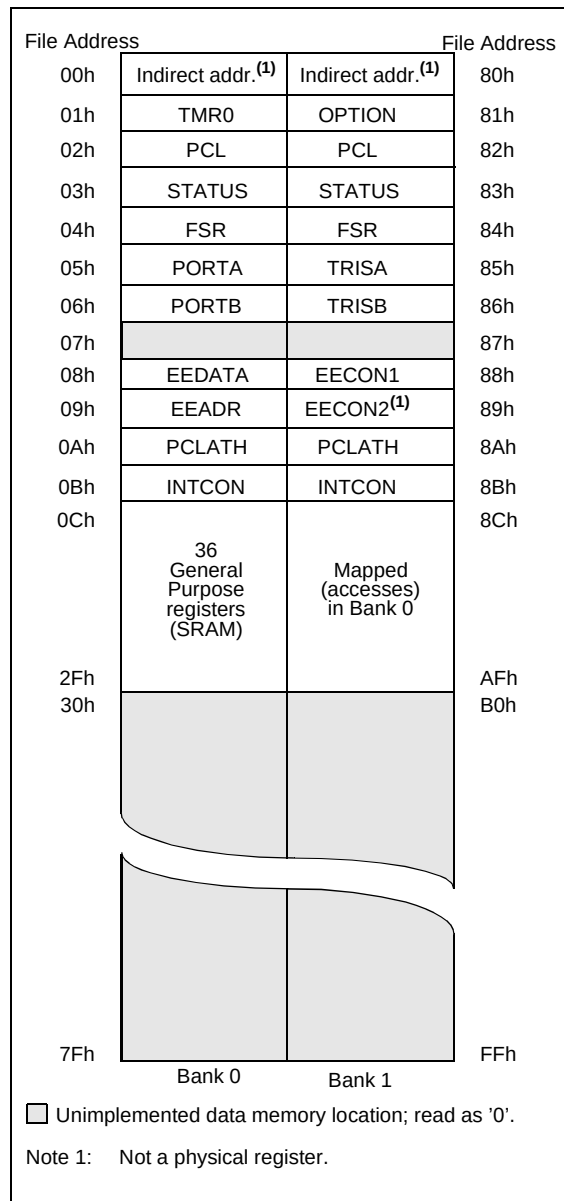 File Address File Address
00h Indirect addr.(1) Indirect addr.(1) 80h
01h TMR0 OPTION 81h
02h PCL PCL 82h
03h STATUS STATUS 83h
04h FSR FSR 84h
05h PORTA TRISA 85h
06h PORTB TRISB 86h
07h 87h
08h EEDATA EECON1 88h
09h EEADR EECON2(1) 89h
0Ah PCLATH PCLATH 8Ah
0Bh INTCON INTCON 8Bh
0Ch 8Ch
36
General
Purpose
registers
(SRAM)
Mapped
(accesses)
in Bank 0
2Fh AFh
30h B0h
7Fh FFh
Bank 0 Bank 1
Unimplemented data memory location; read as '0'.
Note 1: Not a physical register.